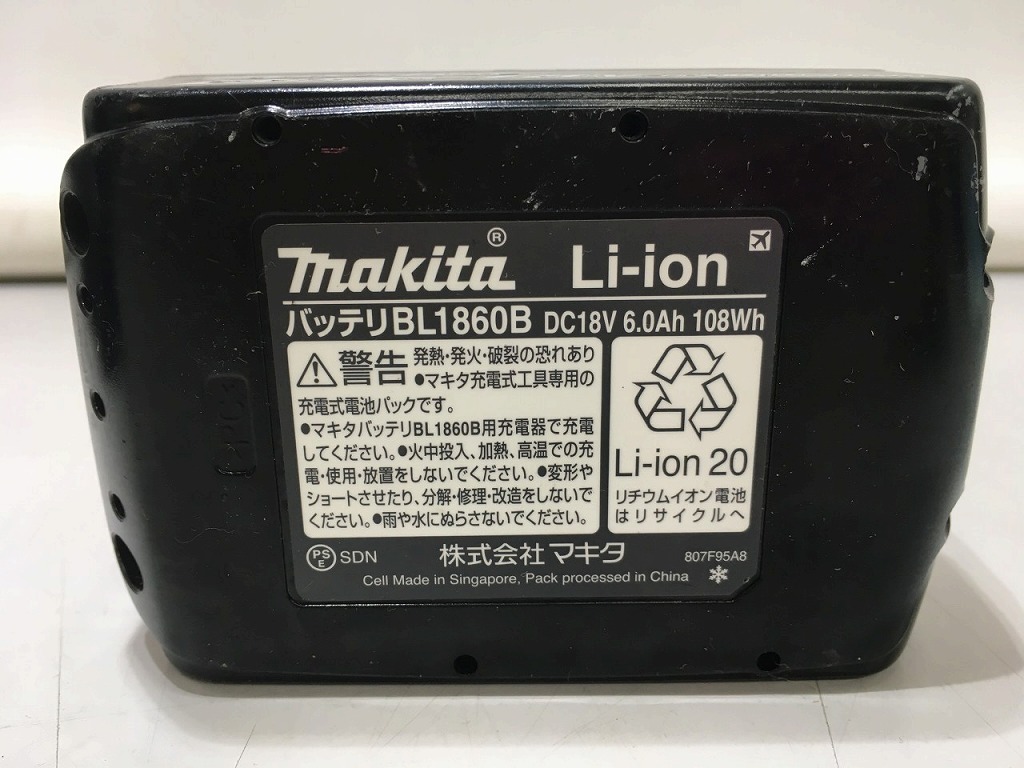 makita® Li-ion
バッテリBL1860B DC18V 6.0Ah 108Wh
警告 発熱・発火・破裂の恐れあり
●マキタ充電式工具専用の
充電式電池パックです。
●マキタバッテリBL1860B用充電器で充電
してください。●火中投入、加熱、高温での充
電・使用・放置をしないでください。●変形や
ショートさせたり、分解・修理・改造をしないで
ください。●雨や水にぬらさないでください。
Li-ion 20
リチウムイオン電池
はリサイクルへ
PSE SDN 株式会社 マキタ 807F95A8
Cell Made in Singapore, Pack processed in China